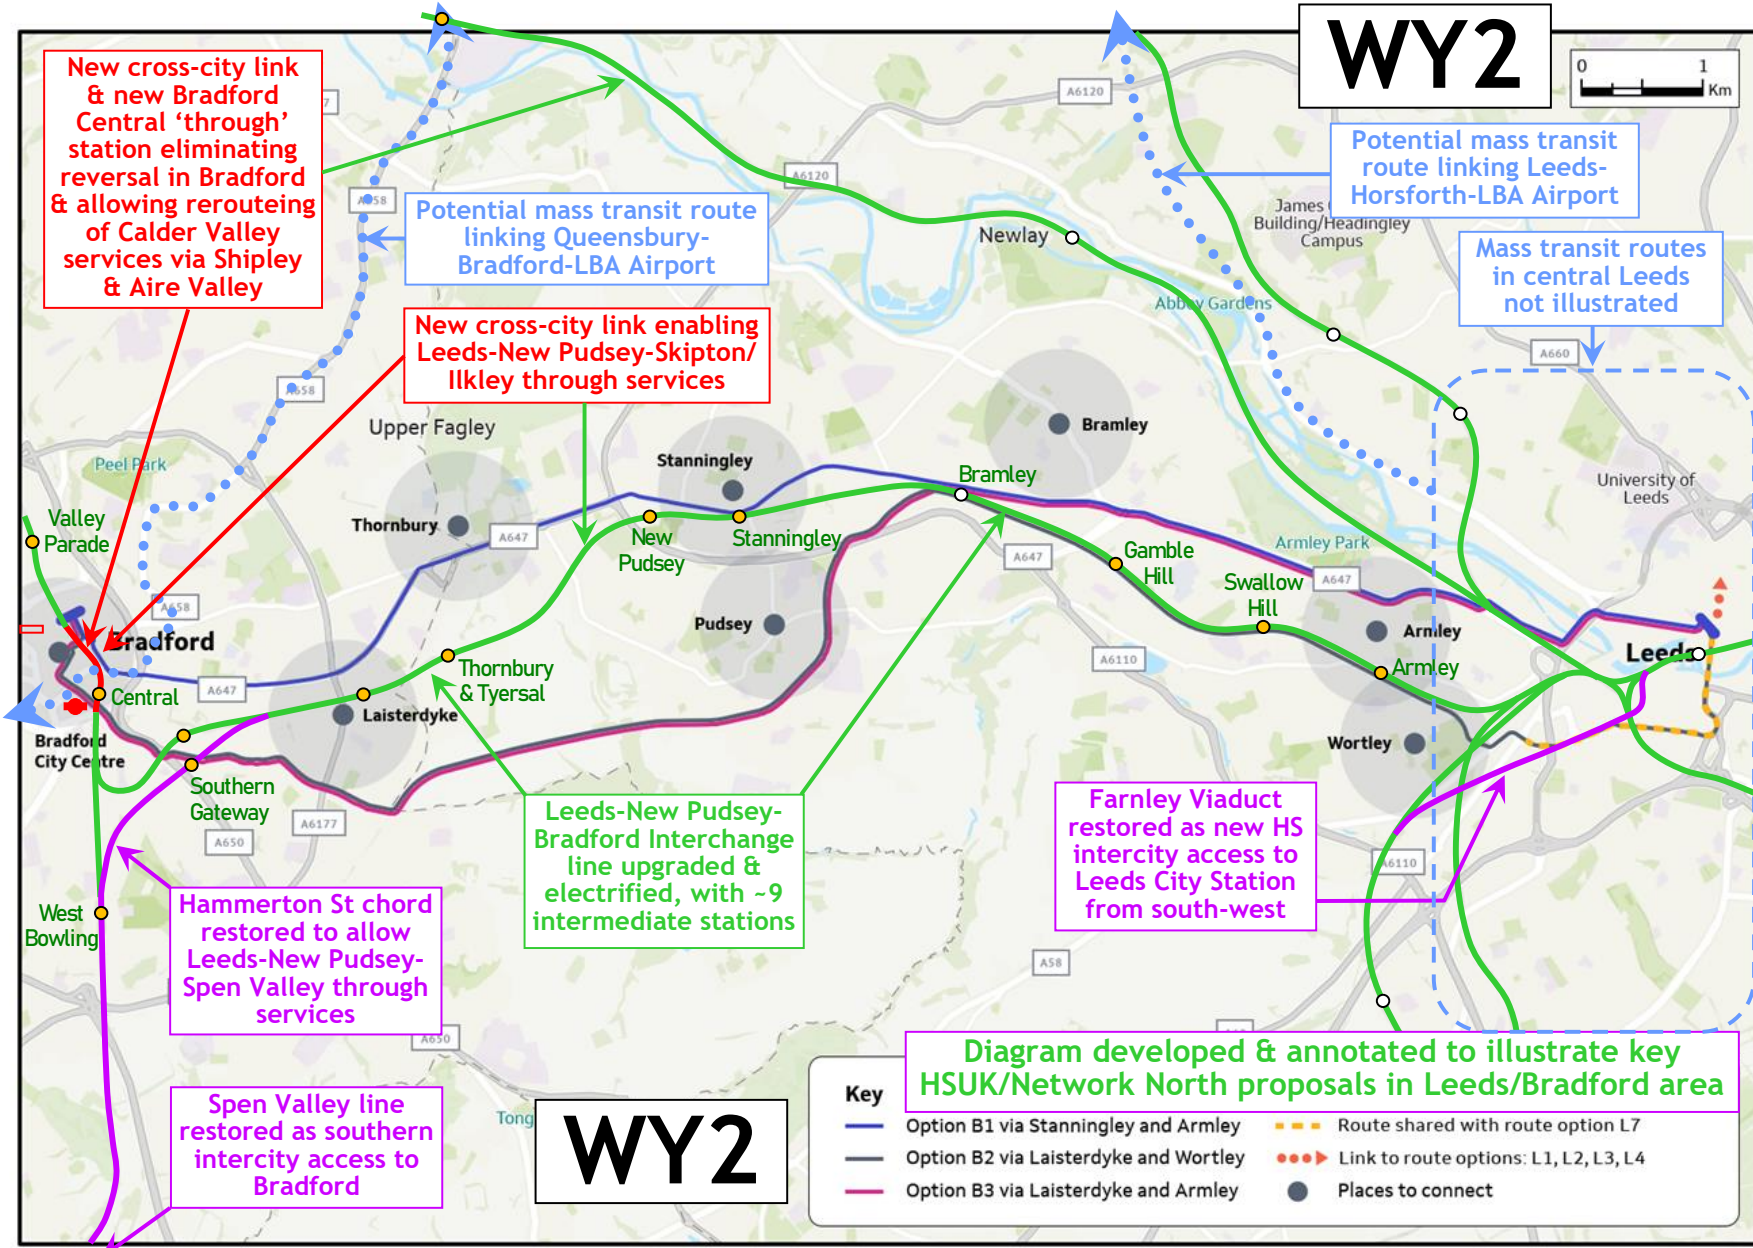 WY2
0 1
Km
New cross-city link
& new Bradford
Central ‘through’
station eliminating
reversal in Bradford
& allowing rerouteing
of Calder Valley
services via Shipley
& Aire Valley
A6120
A6120
Potential mass transit
route linking Leeds-
Horsforth-LBA Airport
Potential mass transit route
linking Queensbury-
Bradford-LBA Airport
James
Building/Headingley
Campus
Newlay
Mass transit routes
in central Leeds
not illustrated
Abbey Gardens
New cross-city link enabling
Leeds-New Pudsey-Skipton/
Ilkley through services
A660
A658
A658
Upper Fagley
Bramley
Stanningley
Peel Park
Bramley
University of
Leeds
Valley
Parade
Thornbury
A647
New
Pudsey
Stanningley
A647
Gamble
Hill
Armley Park
Swallow
Hill
A647
A658
Bradford
Pudsey
Armley
Leeds
A6110
Armley
Thornbury
& Tyersal
Central
A647
Laisterdyke
Bradford
City Centre
Wortley
Southern
Gateway
A6177
A650
Leeds-New Pudsey-
Bradford Interchange
line upgraded &
electrified, with ~9
intermediate stations
Farnley Viaduct
restored as new HS
intercity access to
Leeds City Station
from south-west
A6110
West
Bowling
Hammerton St chord
restored to allow
Leeds-New Pudsey-
Spen Valley through
services
A58
A650
Spen Valley line
restored as southern
intercity access to
Bradford
Tong
WY2
Diagram developed & annotated to illustrate key
HSUK/Network North proposals in Leeds/Bradford area
Key
Option B1 via Stanningley and Armley
Option B2 via Laisterdyke and Wortley
Option B3 via Laisterdyke and Armley
Route shared with route option L7
Link to route options: L1, L2, L3, L4
Places to connect